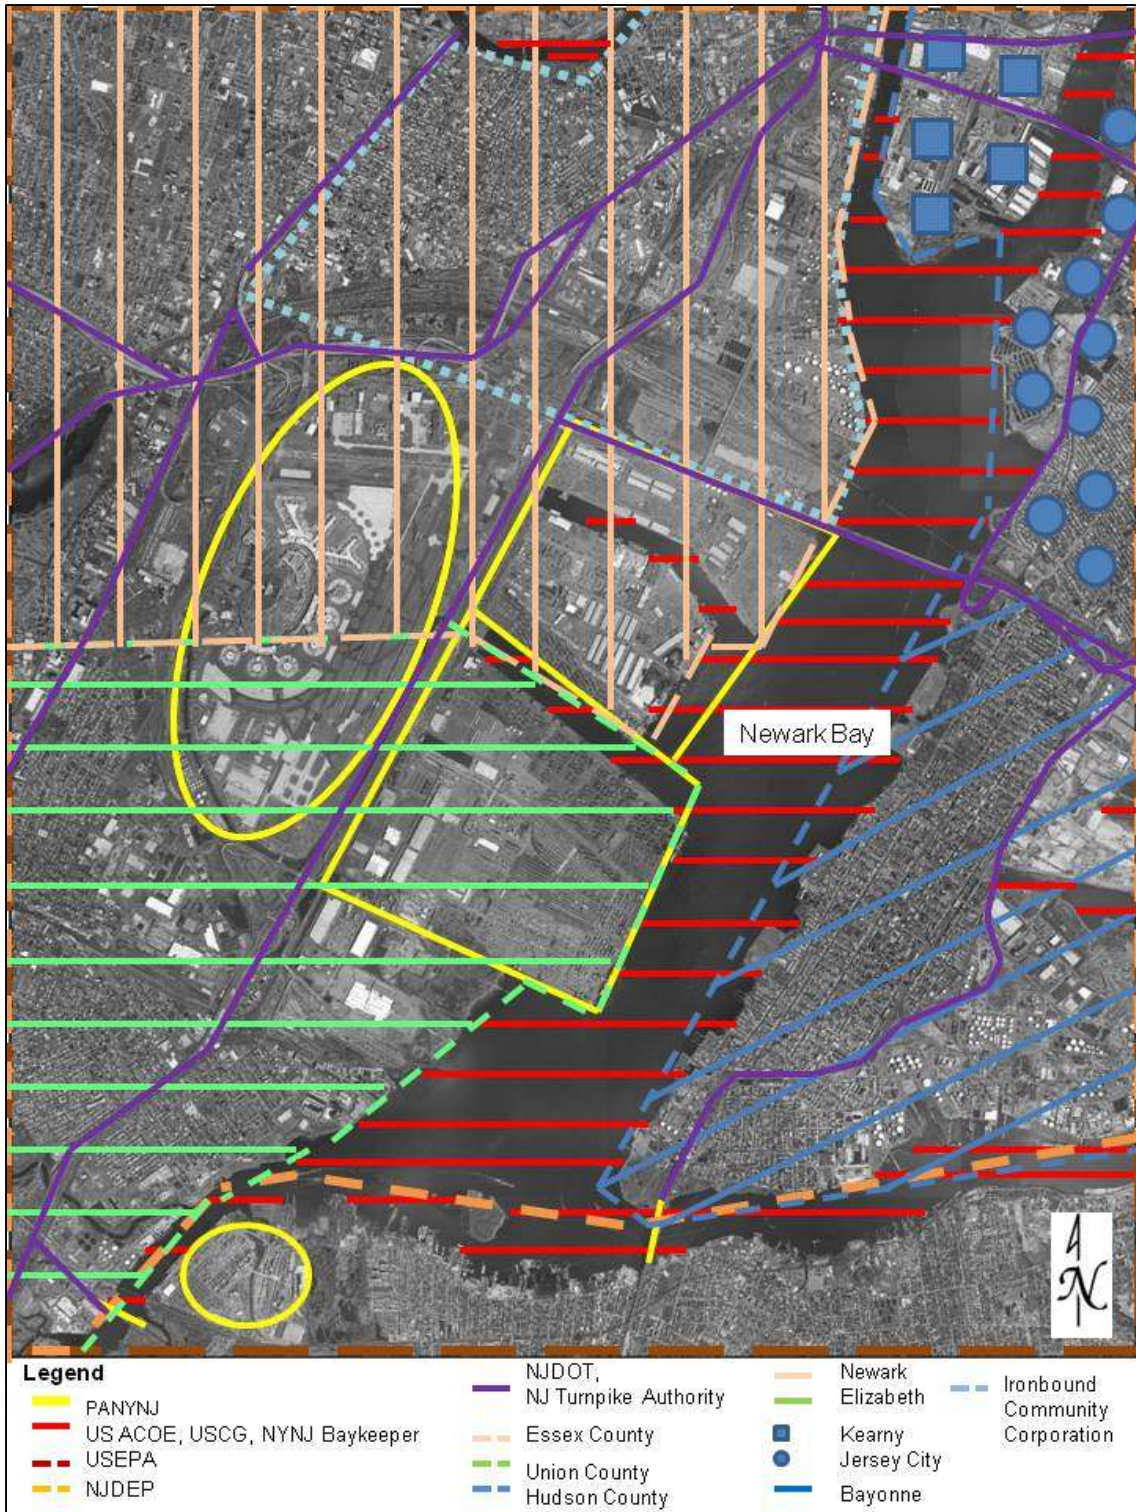 Newark Bay
N
Legend
PANYNJ
US ACOE, USCG, NYNJ Baykeeper
USEPA
NJDEP
NJDOT,
NJ Turnpike Authority
Essex County
Union County
Hudson County
Newark
Elizabeth
Kearny
Jersey City
Bayonne
Ironbound
Community
Corporation